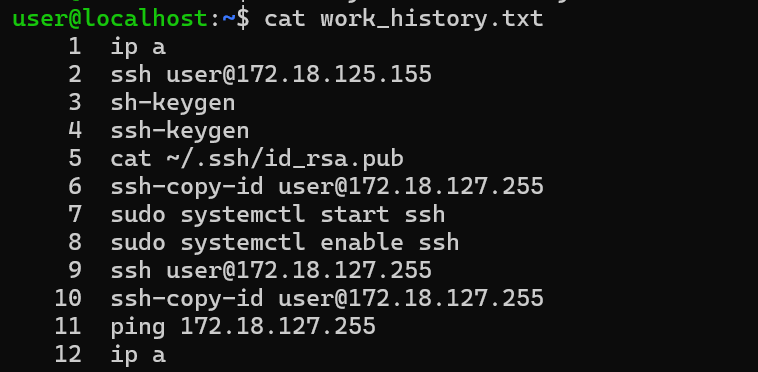 user@localhost:~$ cat work_history.txt
1 ip a
2 ssh user@172.18.125.155
3 sh-keygen
4 ssh-keygen
5 cat ~/.ssh/id_rsa.pub
6 ssh-copy-id user@172.18.127.255
7 sudo systemctl start ssh
8 sudo systemctl enable ssh
9 ssh user@172.18.127.255
10 ssh-copy-id user@172.18.127.255
11 ping 172.18.127.255
12 ip a